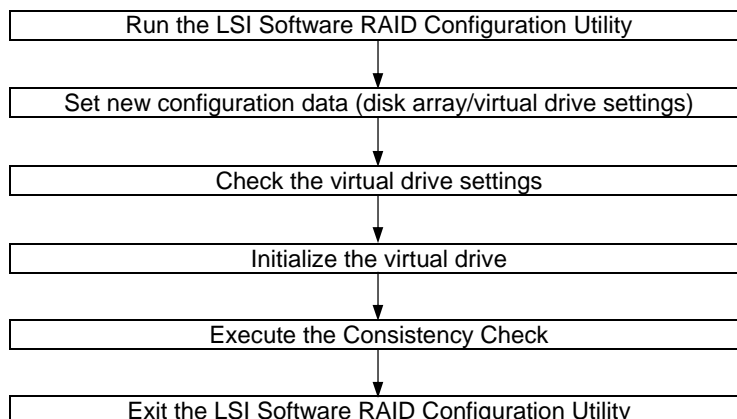 Run the LSI Software RAID Configuration Utility
Set new configuration data (disk array/virtual drive settings)
Check the virtual drive settings
Initialize the virtual drive
Execute the Consistency Check
Exit the LSI Software RAID Configuration Utility